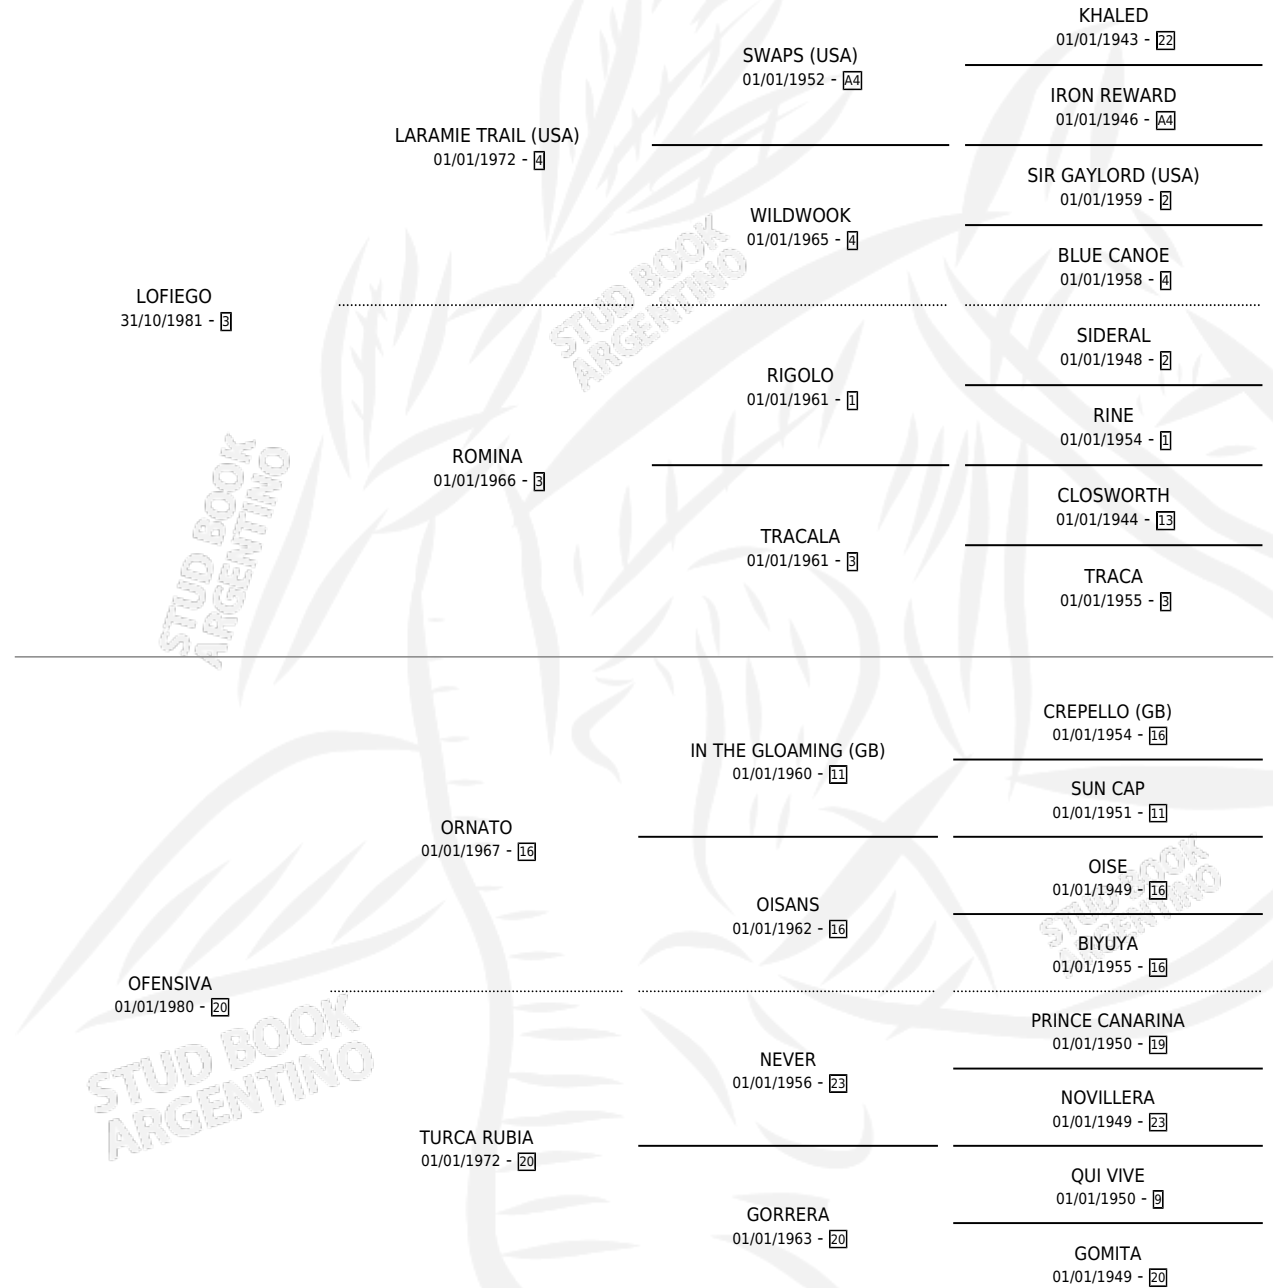 KHALED
01/01/1943 - 22
SWAPS (USA)
01/01/1952 - A4
IRON REWARD
01/01/1946 - A4
LARAMIE TRAIL (USA)
01/01/1972 - 4
SIR GAYLORD (USA)
01/01/1959 - 2
WILDWOOK
01/01/1965 - 4
BLUE CANOE
01/01/1958 - 4
LOFIEGO
31/10/1981 - 3
STUD BOOK
ARGENTINO
SIDERAL
01/01/1948 - 2
RIGOLO
01/01/1961 - 1
RINE
01/01/1954 - 1
ROMINA
01/01/1966 - 3
CLOSWORTH
01/01/1944 - 13
TRACALA
01/01/1961 - 3
TRACA
01/01/1955 - 3
STUD BOOK
ARGENTINO
CREPELLO (GB)
01/01/1954 - 16
IN THE GLOAMING (GB)
01/01/1960 - 11
SUN CAP
01/01/1951 - 11
ORNATO
01/01/1967 - 16
OISE
01/01/1949 - 16
OISANS
01/01/1962 - 16
BIYUYA
01/01/1955 - 16
STUD BOOK
ARGENTINO
OFENSIVA
01/01/1980 - 20
PRINCE CANARINA
01/01/1950 - 19
NEVER
01/01/1956 - 23
NOVILLERA
01/01/1949 - 23
STUD BOOK
ARGENTINO
TURCA RUBIA
01/01/1972 - 20
QUI VIVE
01/01/1950 - 9
GORRERA
01/01/1963 - 20
GOMITA
01/01/1949 - 20